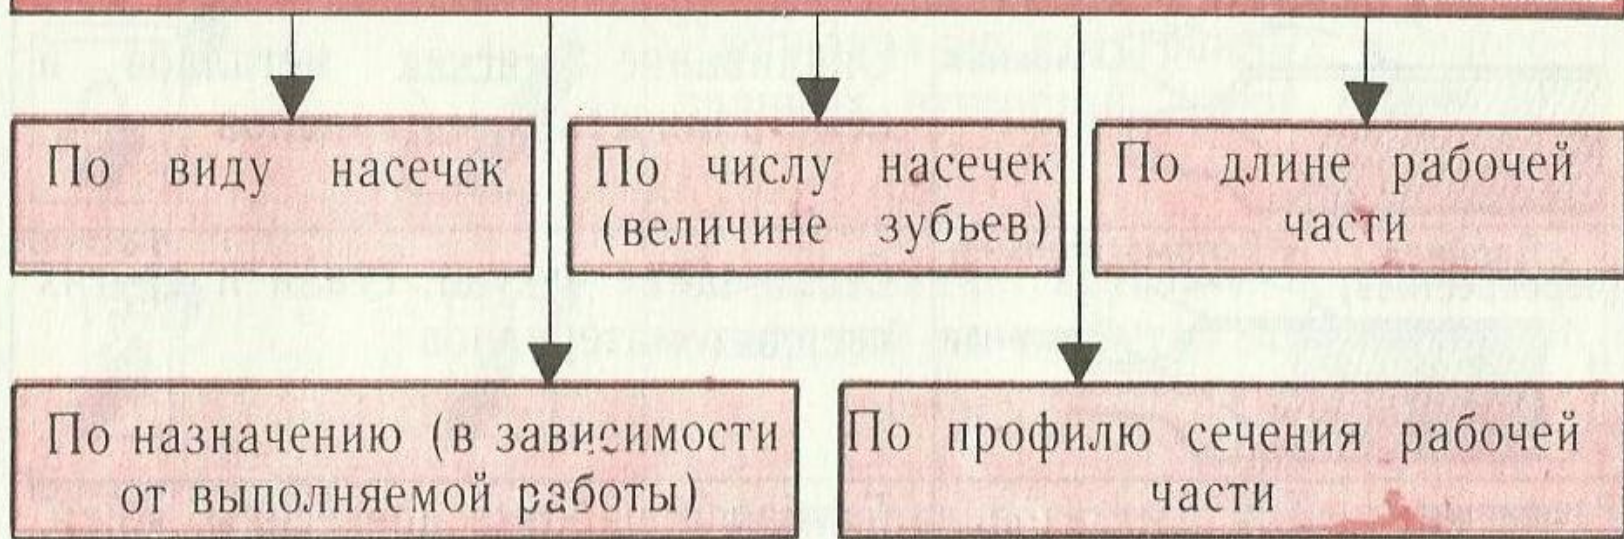 По виду насечек
По числу насечек
(величине зубьев)
По длине рабочей
части
По назначению (в зависимости
от выполняемой работы)
По профилю сечения рабочей
части